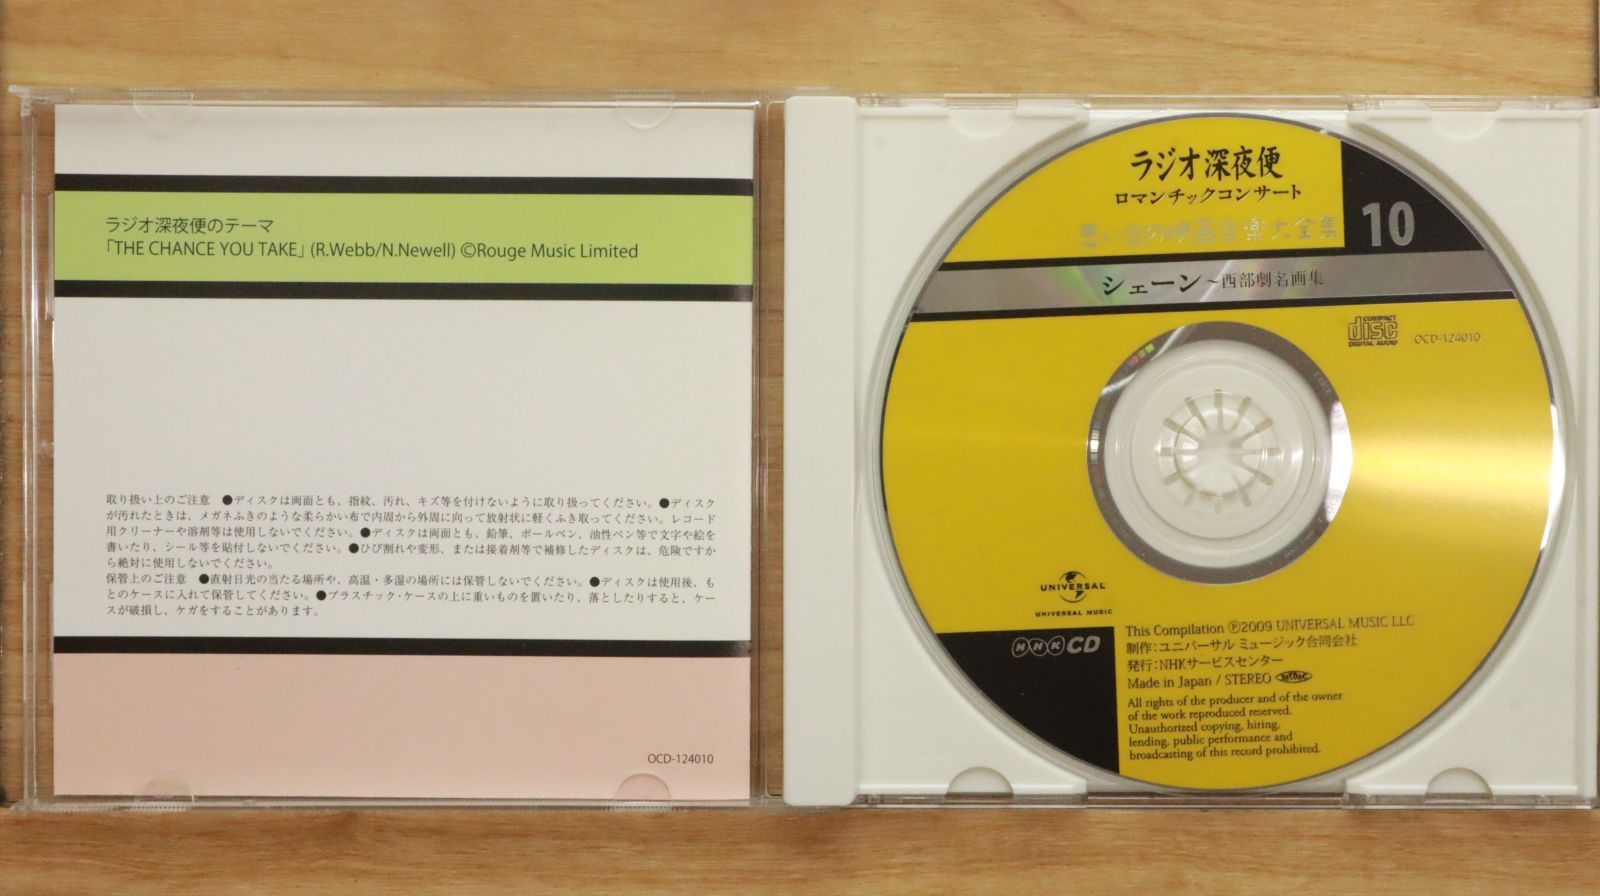 ラジオ深夜便のテーマ
「THE CHANCE YOU TAKE」(R.Webb/N.Newell) ©Rouge Music Limited
取り扱い上のご注意　●ディスクは両面とも、指紋、汚れ、キズ等を付けないように取り扱ってください。●ディスク
が汚れたときは、メガネふきのような柔らかい布で内周から外周に向って放射状に軽くふき取ってください。レコード
用クリーナーや溶剤等は使用しないでください。●ディスクは両面とも、鉛筆、ボールペン、油性ペン等で文字や絵を
書いたり、シール等を貼付しないでください。●ひび割れや変形、または接着剤等で補修したディスクは、危険ですか
ら絶対に使用しないでください。
保管上のご注意　●直射日光の当たる場所や、高温・多湿の場所には保管しないでください。●ディスクは使用後、も
とのケースに入れて保管してください。●プラスチック・ケースの上に重いものを置いたり、落としたりすると、ケー
スが破損し、ケガをすることがあります。
OCD-124010
ラジオ深夜便
ロマンチックコンサート
思い出の映画音楽大全集
10
シェーン～西部劇名画集
COMPACT
disc
DIGITAL AUDIO
OCD-124010
UNIVERSAL
UNIVERSAL MUSIC
NHK CD
This Compilation Ⓟ2009 UNIVERSAL MUSIC LLC
制作：ユニバーサル ミュージック合同会社
発行：NHKサービスセンター
Made in Japan / STEREO
All rights of the producer and of the owner
of the work reproduced reserved.
Unauthorized copying, hiring,
lending, public performance and
broadcasting of this record prohibited.